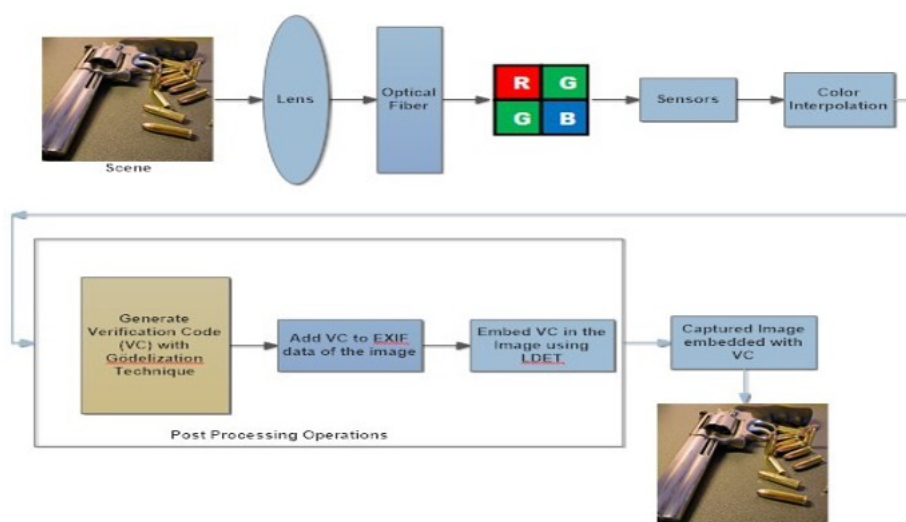 Scene
Lens
Optical
Fiber
R G
G B
Sensors
Color
Interpolation
Generate
Verification Code
(VC) with
Gödelization
Technique
Add VC to EXIF
data of the image
Embed VC in the
Image using
LDET
Post Processing Operations
Captured Image
embedded with
VC